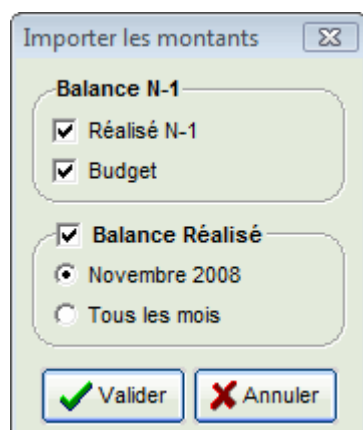 Importer les montants
Balance N-1
Réalisé N-1
Budget
Balance Réalisé
Novembre 2008
Tous les mois
Valider Annuler